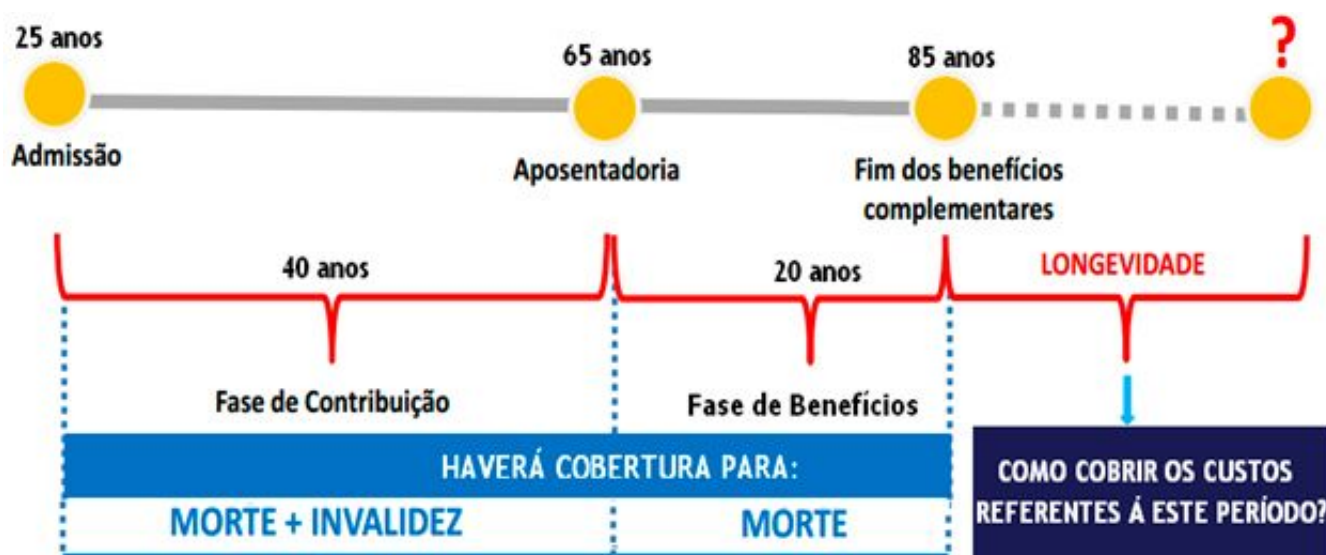 25 anos
65 anos
85 anos
?
Admissão
Aposentadoria
Fim dos benefícios
complementares
40 anos
20 anos
LONGEVIDADE
Fase de Contribuição
Fase de Benefícios
HAVERÁ COBERTURA PARA:
MORTE + INVALIDEZ
MORTE
COMO COBRIR OS CUSTOS
REFERENTES Á ESTE PERÍODO?